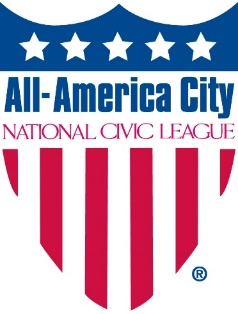 All-America City
NATIONAL CIVIC LEAGUE
®